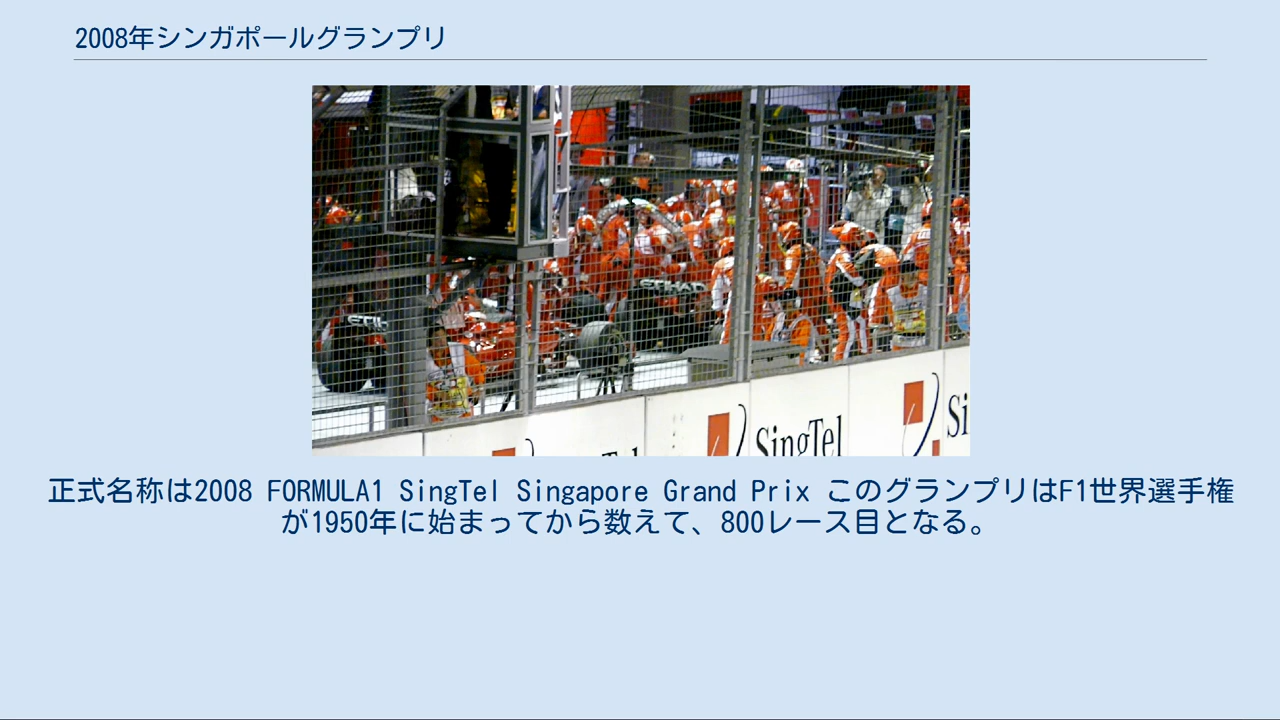 2008年シンガポールグランプリ
ETIHAD
SingTel
正式名称は2008 FORMULA1 SingTel Singapore Grand Prix このグランプリはF1世界選手権
が1950年に始まってから数えて、800レース目となる。